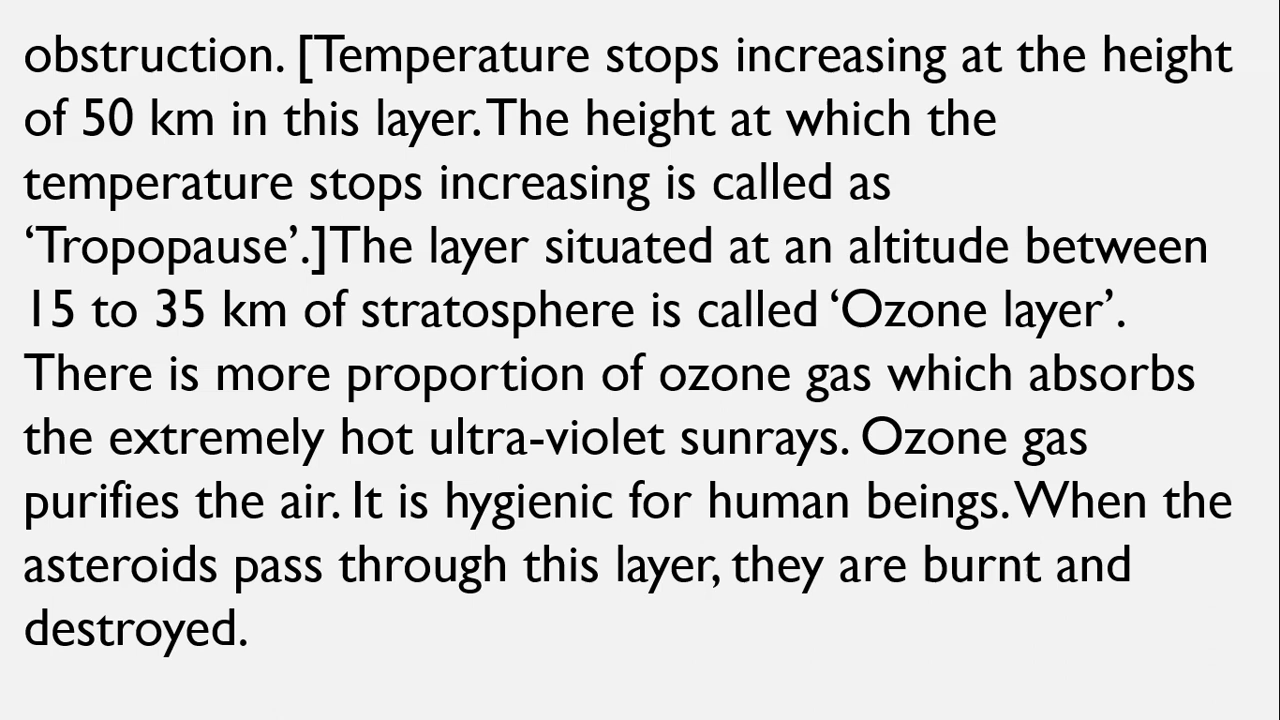 obstruction. [Temperature stops increasing at the height
of 50 km in this layer. The height at which the
temperature stops increasing is called as
‘Tropopause’.]The layer situated at an altitude between
15 to 35 km of stratosphere is called ‘Ozone layer’.
There is more proportion of ozone gas which absorbs
the extremely hot ultra-violet sunrays. Ozone gas
purifies the air. It is hygienic for human beings. When the
asteroids pass through this layer, they are burnt and
destroyed.